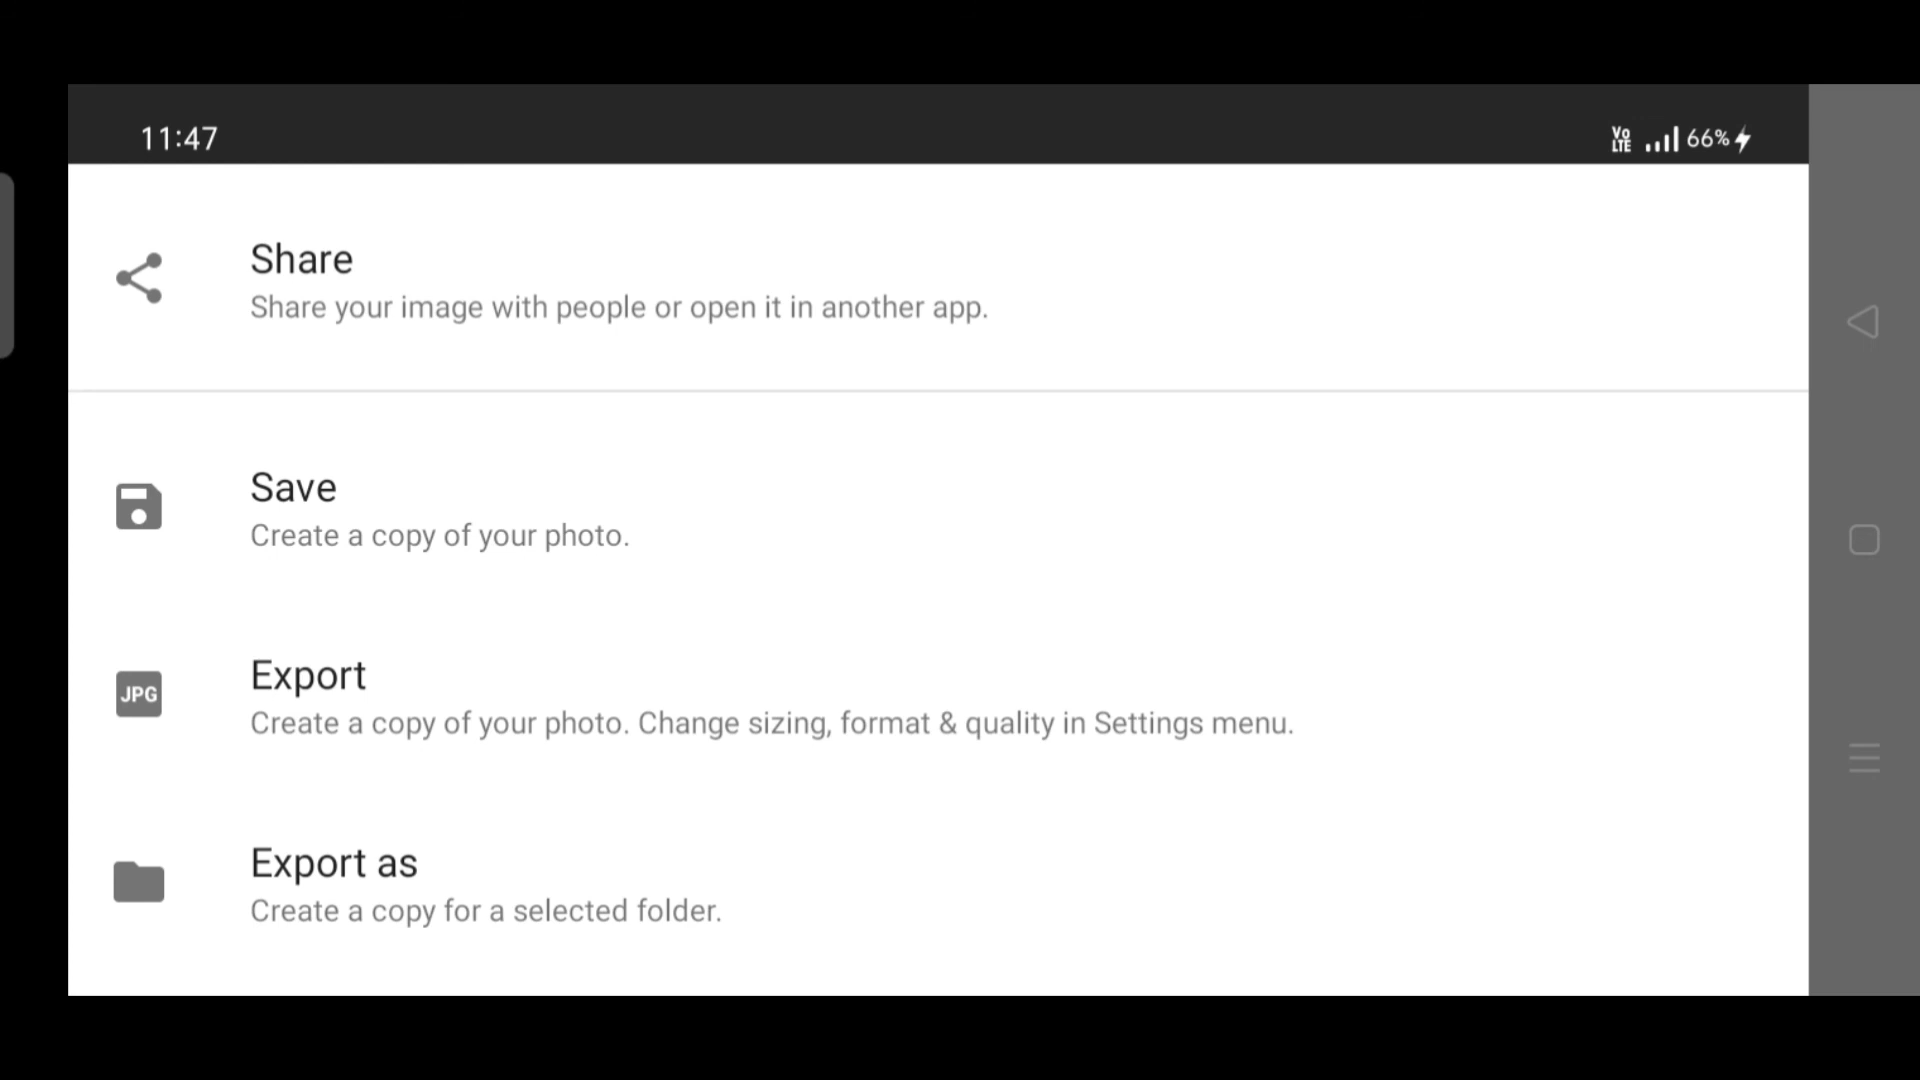 11:47
Vo LTE 66%
Share
Share your image with people or open it in another app.
Save
Create a copy of your photo.
JPG
Export
Create a copy of your photo. Change sizing, format & quality in Settings menu.
Export as
Create a copy for a selected folder.